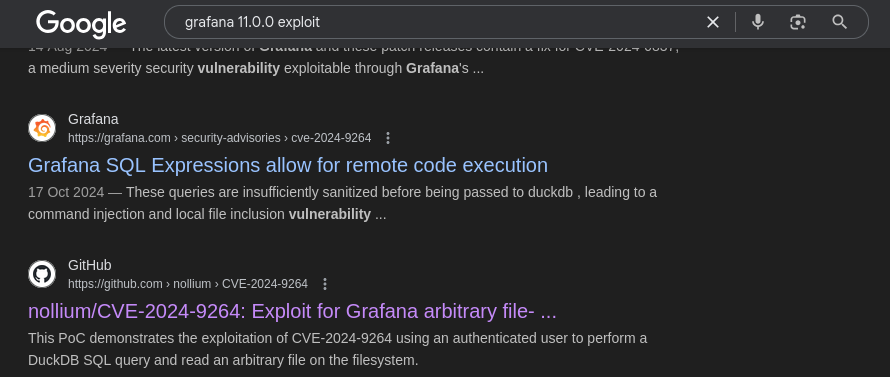 Google
grafana 11.0.0 exploit
14 Aug 2024 — The latest version of Grafana and these patch releases contain a fix for CVE-2024-6837,
a medium severity security vulnerability exploitable through Grafana's ...
Grafana
https://grafana.com › security-advisories › cve-2024-9264
Grafana SQL Expressions allow for remote code execution
17 Oct 2024 — These queries are insufficiently sanitized before being passed to duckdb , leading to a
command injection and local file inclusion vulnerability ...
GitHub
https://github.com › nollium › CVE-2024-9264
nollium/CVE-2024-9264: Exploit for Grafana arbitrary file- ...
This PoC demonstrates the exploitation of CVE-2024-9264 using an authenticated user to perform a
DuckDB SQL query and read an arbitrary file on the filesystem.